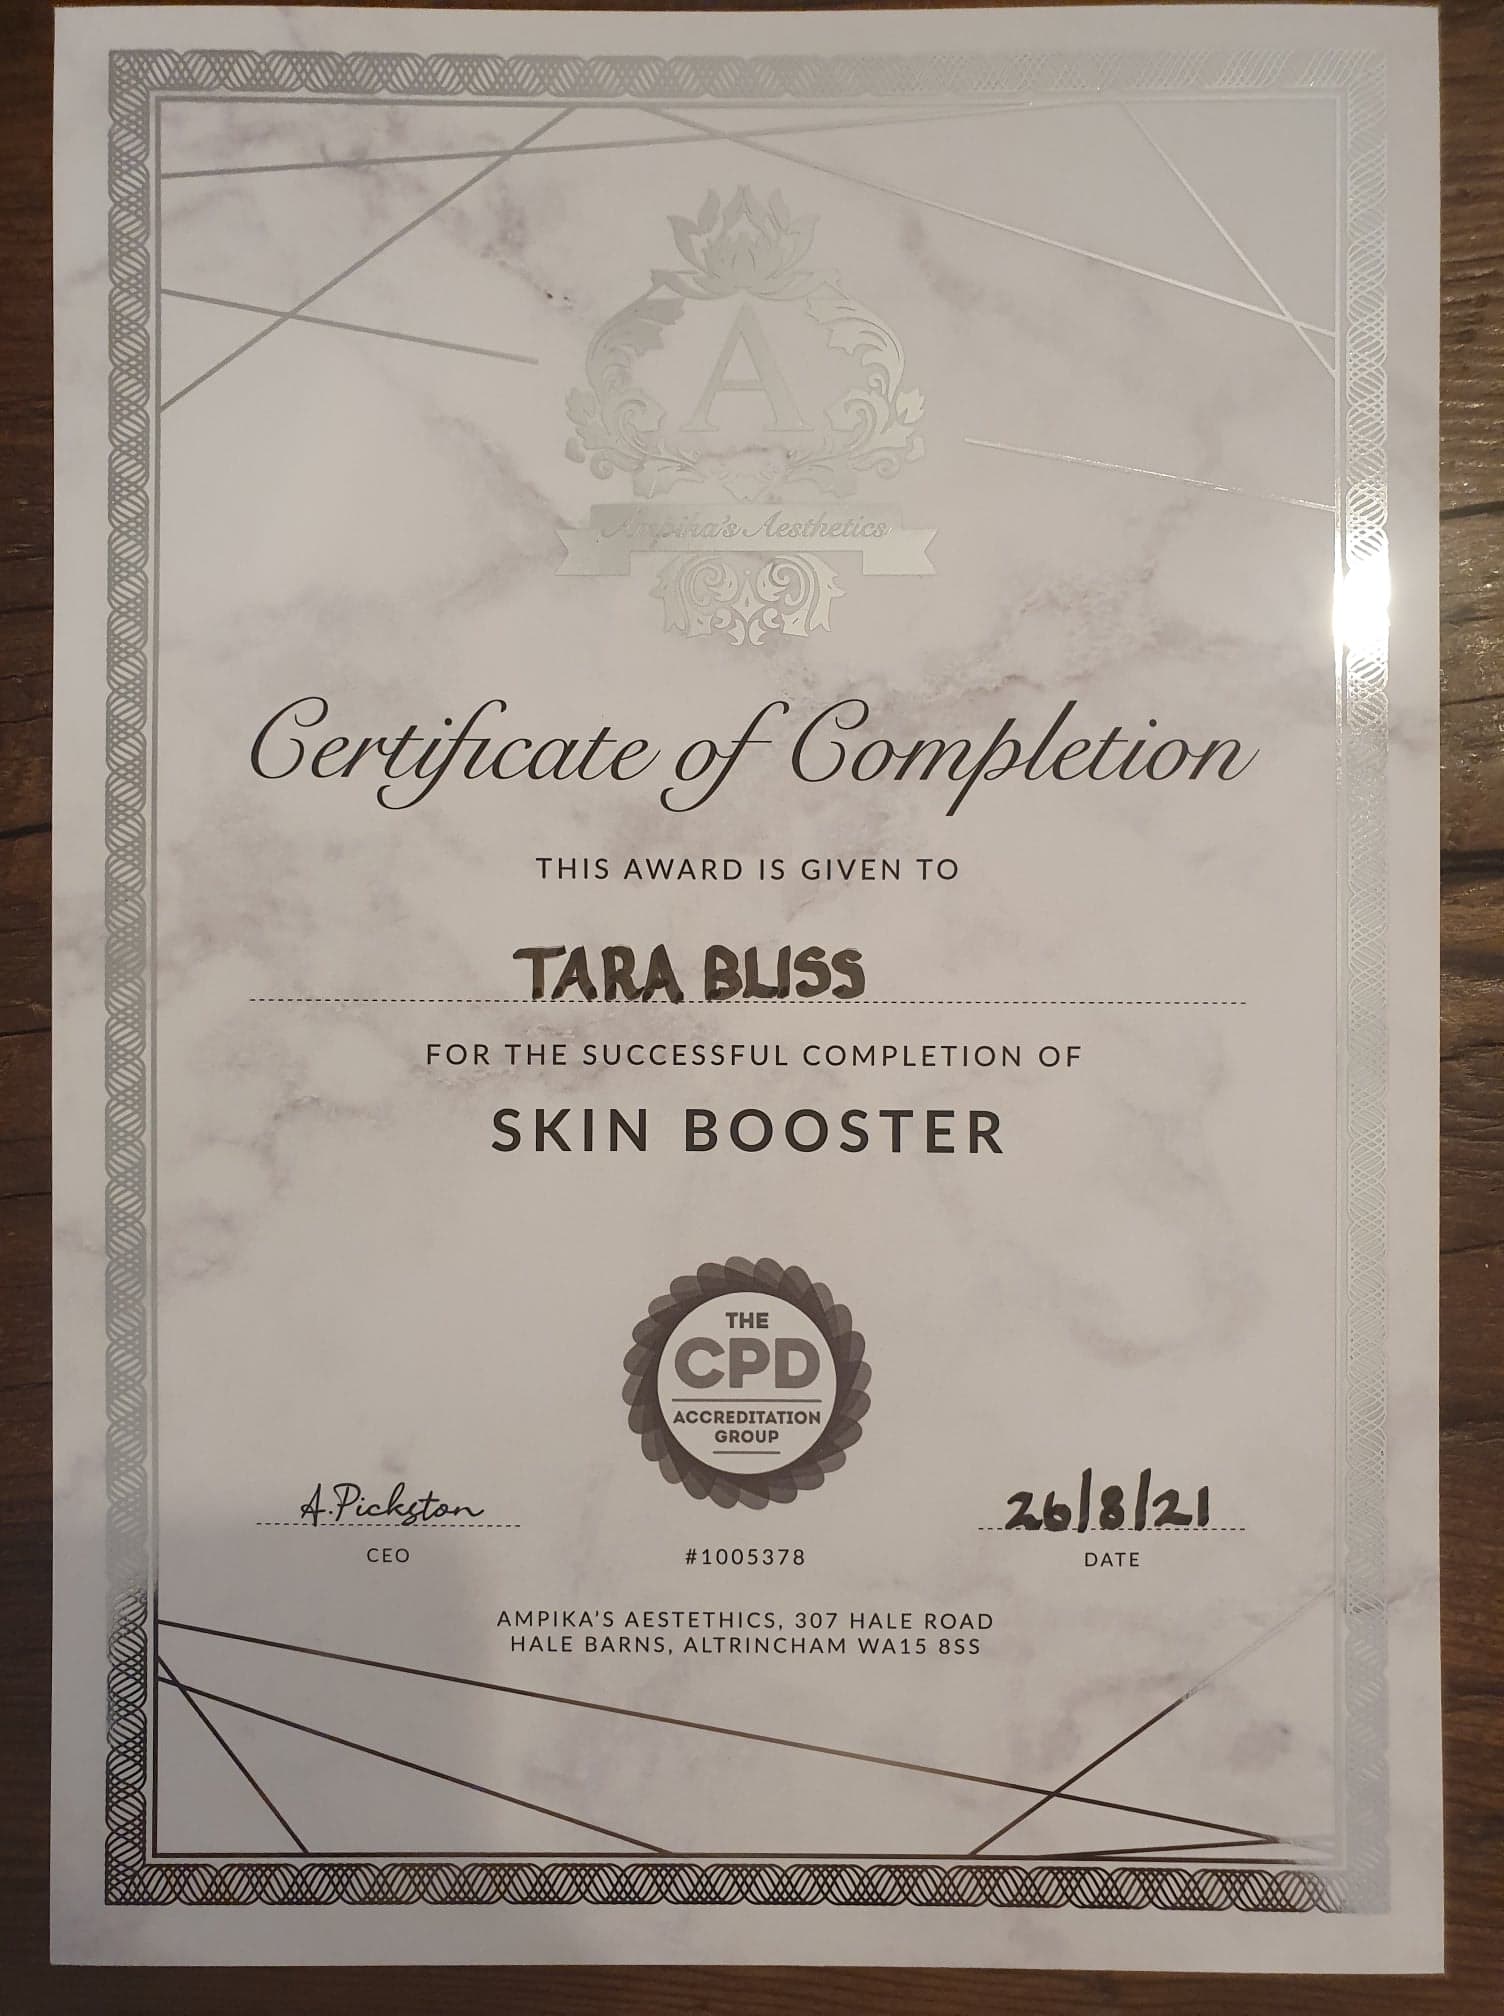 A
Ampika's Aesthetics
Certificate of Completion
THIS AWARD IS GIVEN TO
TARA BLISS
FOR THE SUCCESSFUL COMPLETION OF
SKIN BOOSTER
THE
CPD
ACCREDITATION
GROUP
A.Pickston
26/8/21
CEO
#1005378
DATE
AMPIKA'S AESTETHICS, 307 HALE ROAD
HALE BARNS, ALTRINCHAM WA15 8SS